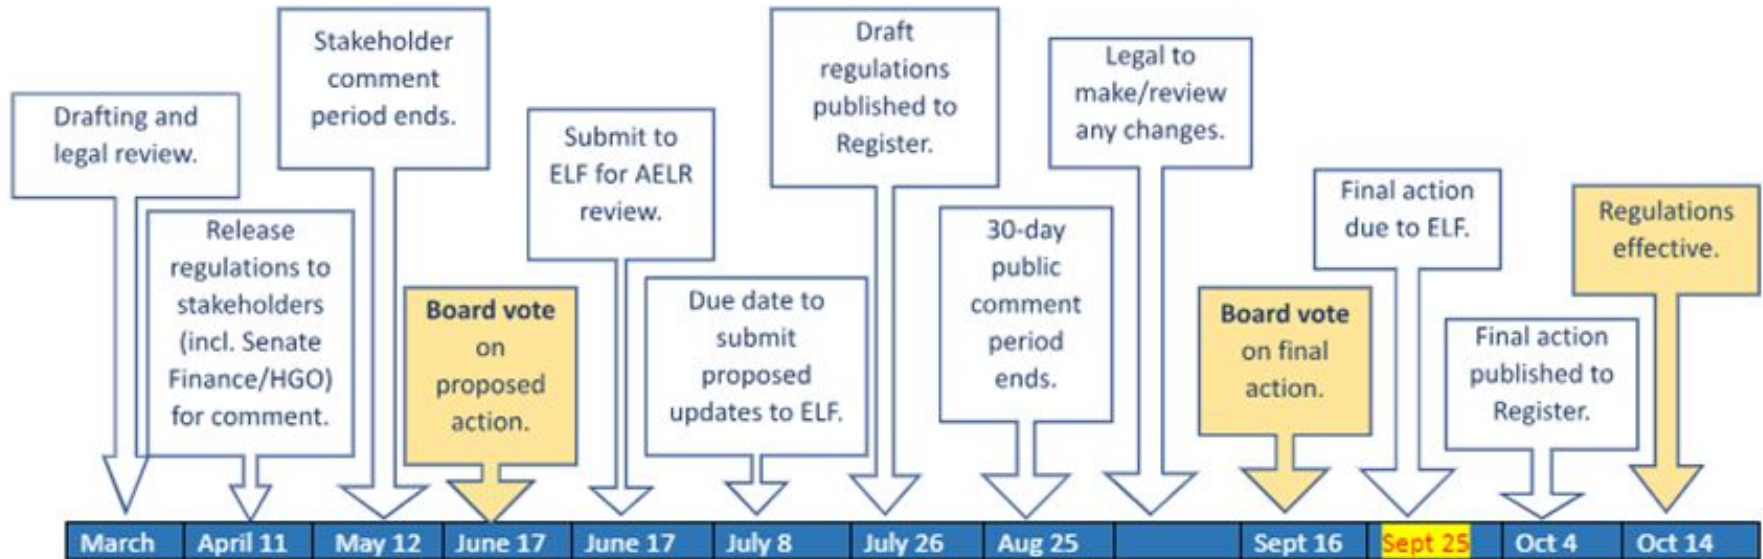 Drafting and
legal review.
Release
regulations to
stakeholders
(incl. Senate
Finance/HGO)
for comment.
Stakeholder
comment
period ends.
Board vote
on
proposed
action.
Submit to
ELF for AELR
review.
Due date to
submit
proposed
updates to ELF.
Draft
regulations
published to
Register.
30-day
public
comment
period
ends.
Legal to
make/review
any changes.
Board vote
on final
action.
Final action
due to ELF.
Final action
published to
Register.
Regulations
effective.
March
April 11
May 12
June 17
June 17
July 8
July 26
Aug 25
Sept 16
Sept 25
Oct 4
Oct 14